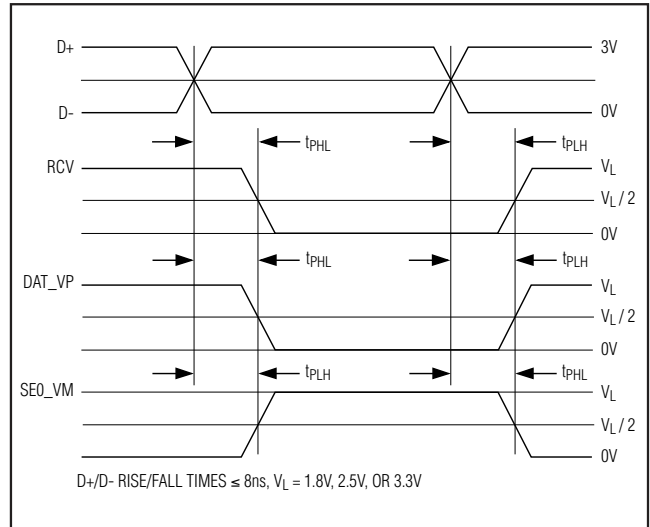 D+
3V
D-
0V
tPHL
tPLH
RCV
VL
VL / 2
0V
tPHL
tPLH
DAT_VP
VL
VL / 2
0V
tPLH
tPHL
SE0_VM
VL
VL / 2
0V
D+/D- RISE/FALL TIMES ≤ 8ns, VL = 1.8V, 2.5V, OR 3.3V